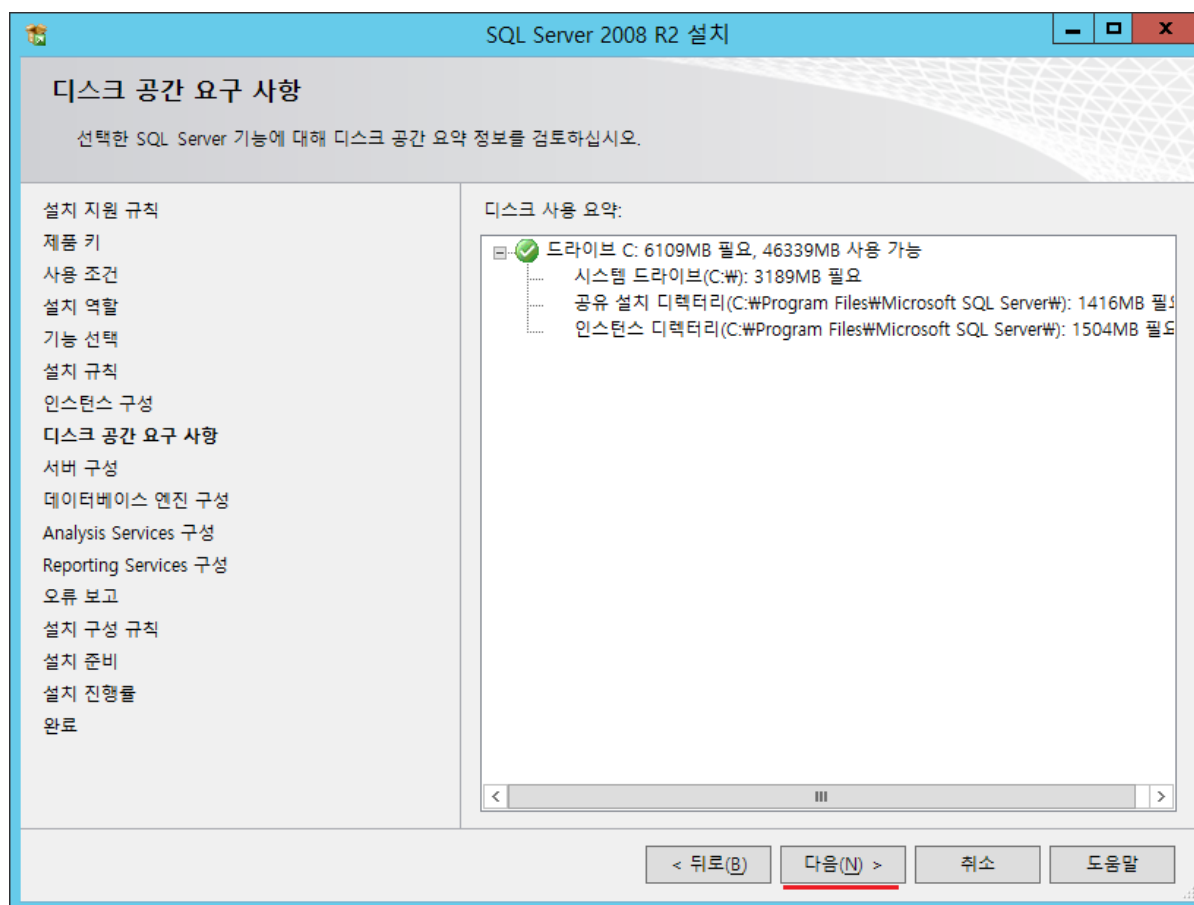 SQL Server 2008 R2 설치
디스크 공간 요구 사항
선택한 SQL Server 기능에 대해 디스크 공간 요약 정보를 검토하십시오.
설치 지원 규칙
제품 키
사용 조건
설치 역할
기능 선택
설치 규칙
인스턴스 구성
디스크 공간 요구 사항
서버 구성
데이터베이스 엔진 구성
Analysis Services 구성
Reporting Services 구성
오류 보고
설치 구성 규칙
설치 준비
설치 진행률
완료
디스크 사용 요약:
드라이브 C: 6109MB 필요, 46339MB 사용 가능
시스템 드라이브(C:₩): 3189MB 필요
공유 설치 디렉터리(C:₩Program Files₩Microsoft SQL Server₩): 1416MB
인스턴스 디렉터리(C:₩Program Files₩Microsoft SQL Server₩): 1504MB 필요
< 뒤로(B)
다음(N) >
취소
도움말